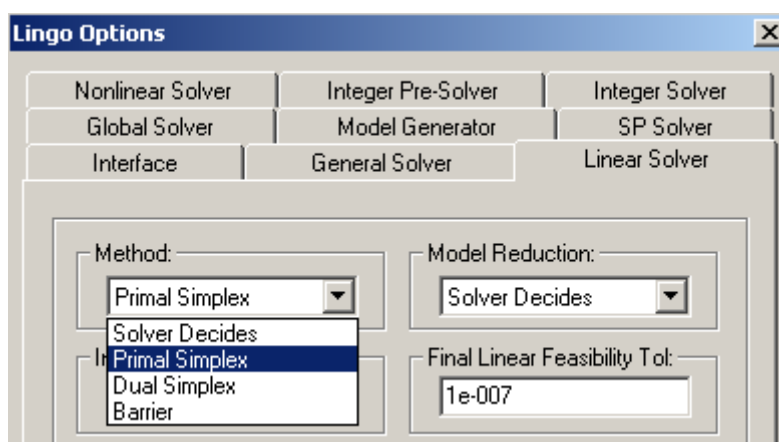 Lingo Options
Nonlinear Solver Integer Pre-Solver Integer Solver
Global Solver Model Generator SP Solver
Interface General Solver Linear Solver
Method: Model Reduction:
Primal Simplex Solver Decides
Solver Decides
Primal Simplex Final Linear Feasibility Tol:
Dual Simplex 1e-007
Barrier